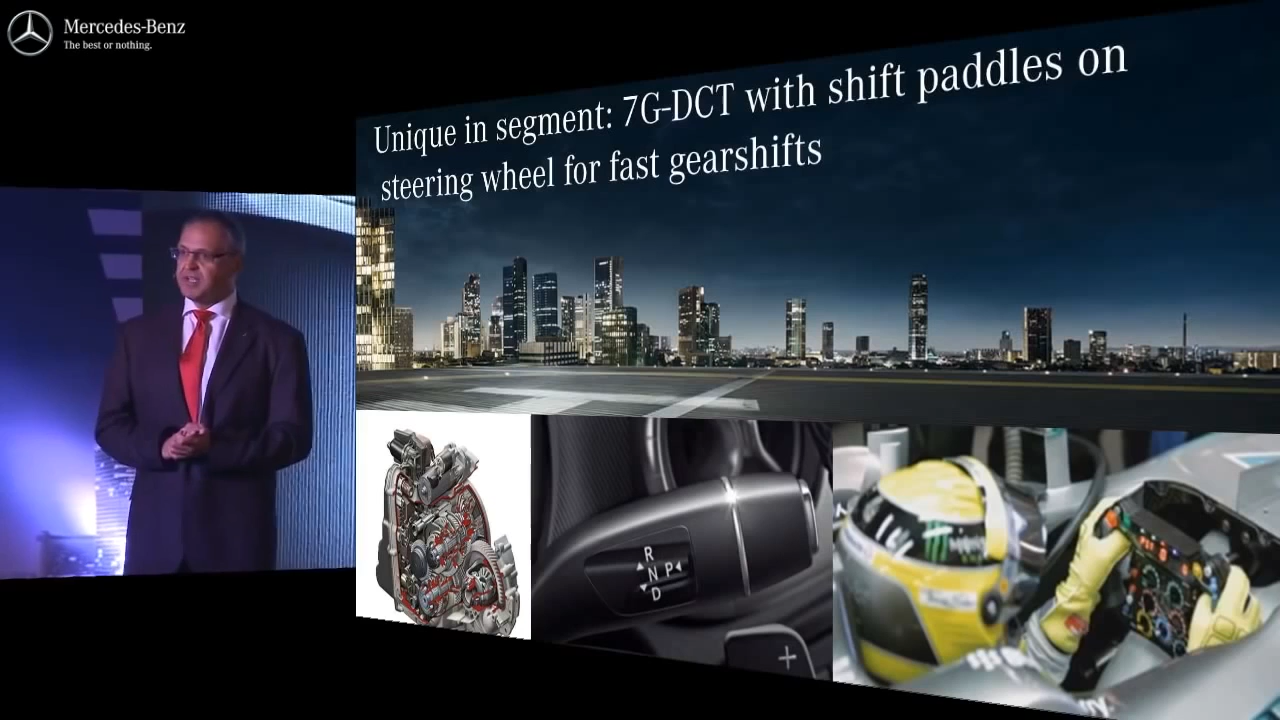 Mercedes-Benz
The best or nothing.
Unique in segment: 7G-DCT with shift paddles on
steering wheel for fast gearshifts
R
N P
D
+